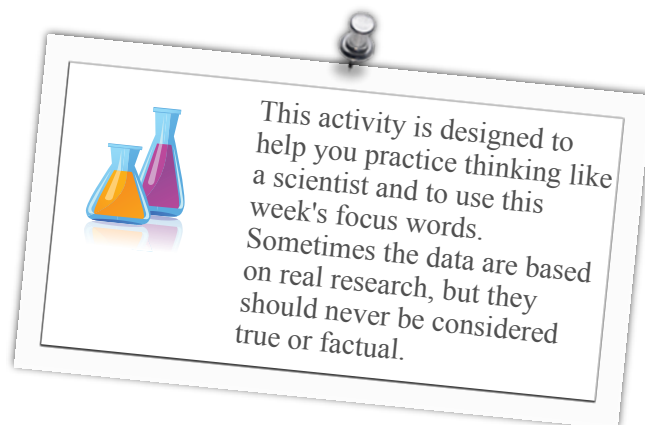 This activity is designed to
help you practice thinking like
a scientist and to use this
week's focus words.
Sometimes the data are based
on real research, but they
should never be considered
true or factual.